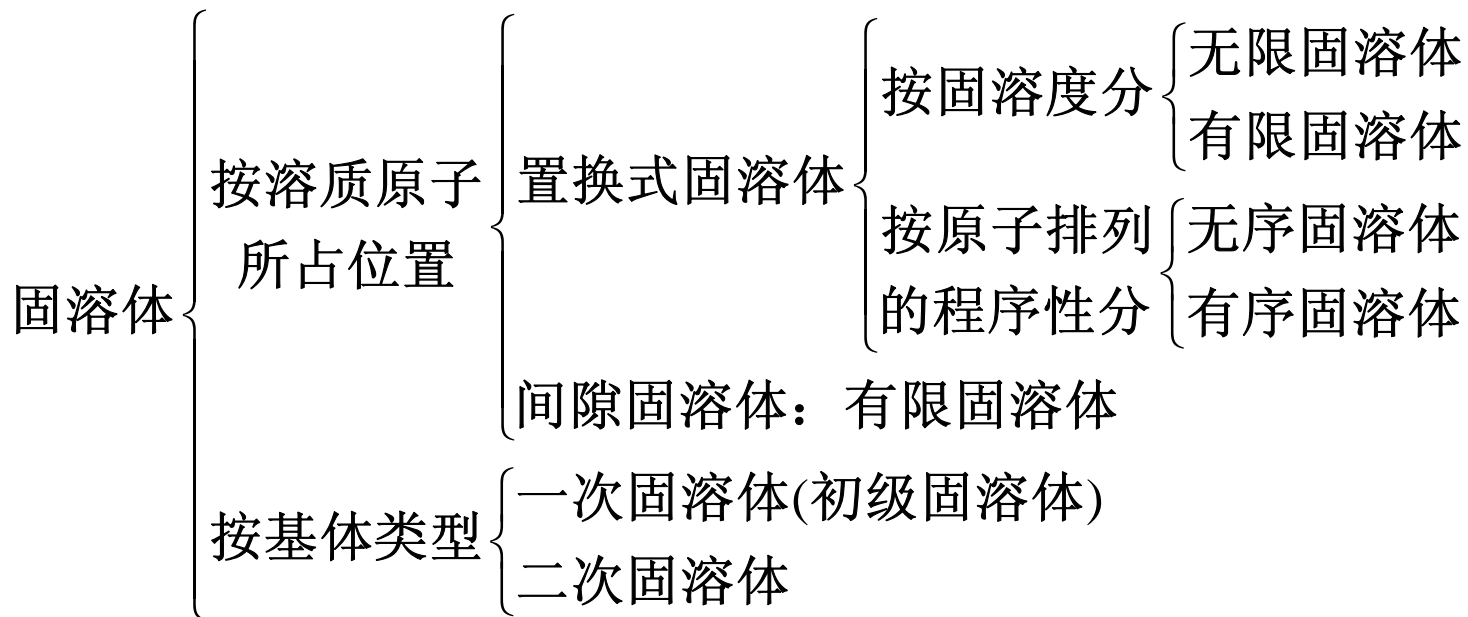 固溶体
按溶质原子
所占位置
置换式固溶体
按固溶度分
无限固溶体
有限固溶体
按原子排列
的程序性分
无序固溶体
有序固溶体
间隙固溶体：有限固溶体
按基体类型
一次固溶体(初级固溶体)
二次固溶体